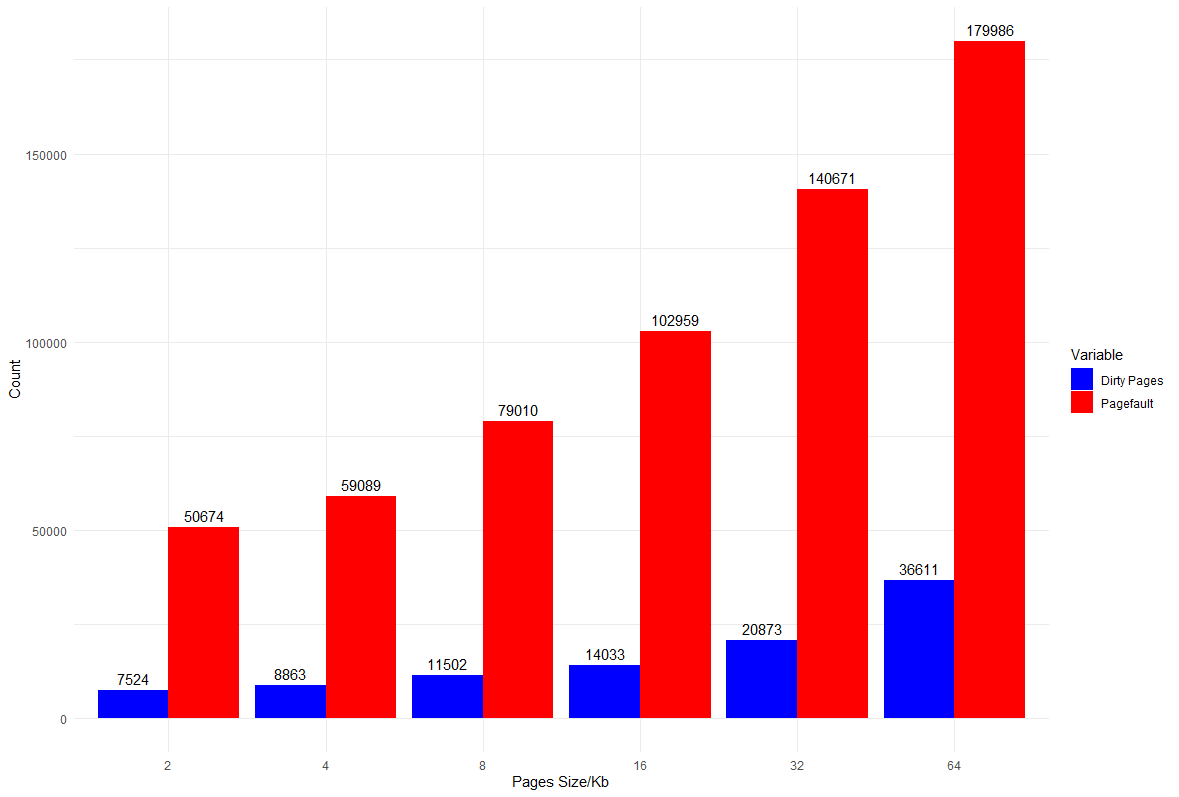 179986
150000
140671
102959
100000
79010
59089
50674
50000
36611
20873
14033
11502
8863
7524
0
2 4 8 16 32 64
Pages Size/Kb
Count
Variable
Dirty Pages
Pagefault